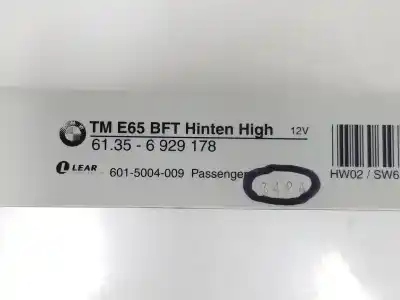 TM E65 BFT Hinten High 12V
61.35 - 6 929 178
LEAR 601-5004-009 Passenger
HW02 / SW6